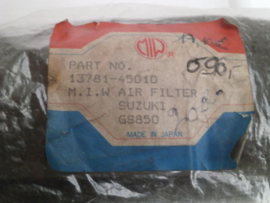 MIW
PART NO.
13781-45010
M.I.W AIR FILTER
SUZUKI
GS850
MADE IN JAPAN